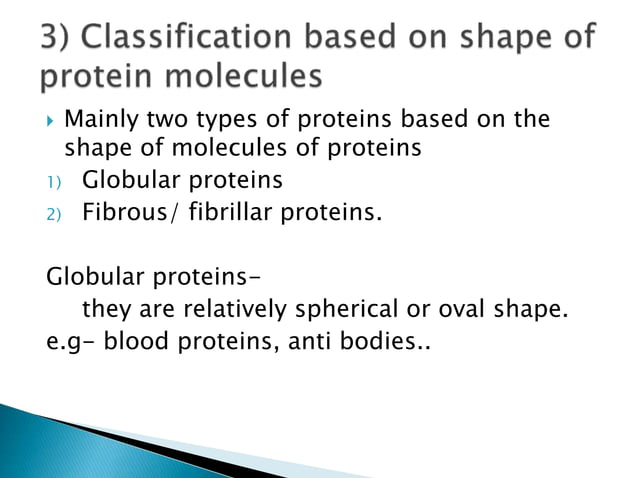 3) Classification based on shape of
protein molecules
Mainly two types of proteins based on the
shape of molecules of proteins
1) Globular proteins
2) Fibrous/ fibrillar proteins.
Globular proteins-
they are relatively spherical or oval shape.
e.g- blood proteins, anti bodies..